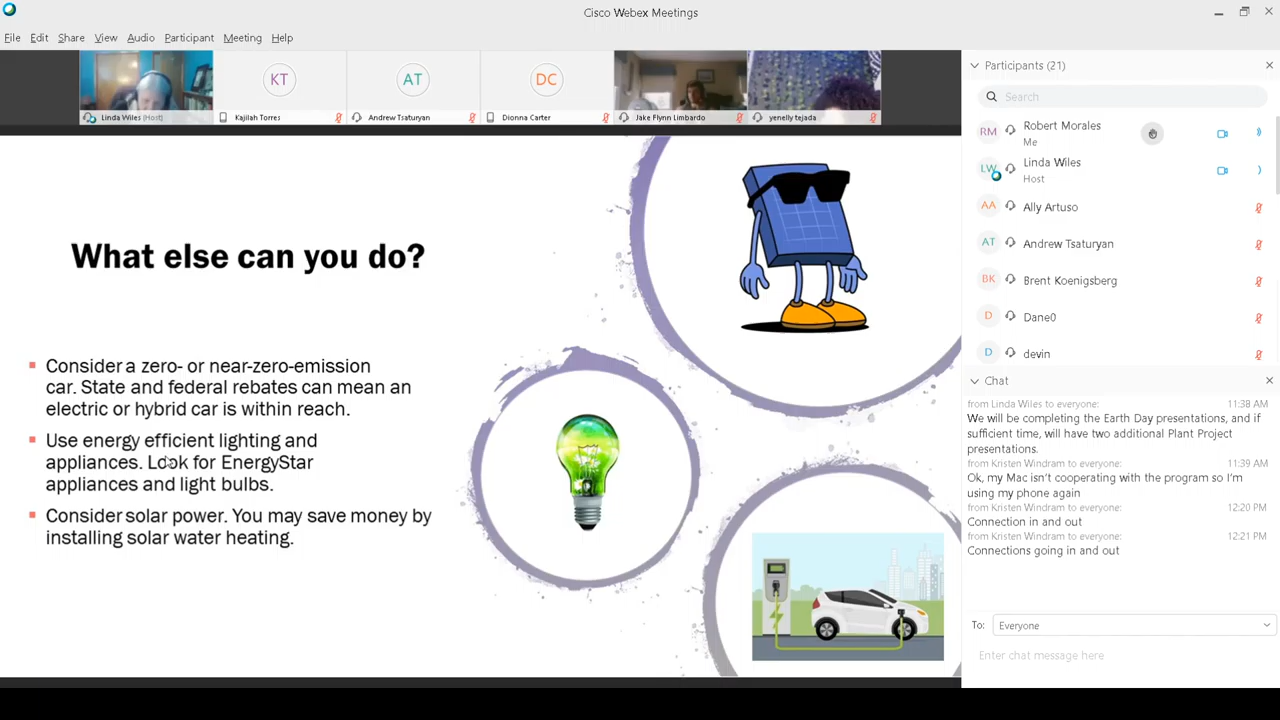 Cisco Webex Meetings
File Edit Share View Audio Participant Meeting Help
KT
AT
DC
Linda Wiles (Host)
Kajilah Torres
Andrew Tsaturyan
Dionna Carter
Jake Flynn Limbardo
yenelly tejada
What else can you do?
Consider a zero- or near-zero-emission
car. State and federal rebates can mean an
electric or hybrid car is within reach.
Use energy efficient lighting and
appliances. Look for EnergyStar
appliances and light bulbs.
Consider solar power. You may save money by
installing solar water heating.
Participants (21)
Search
RM Robert Morales
Me
LW Linda Wiles
Host
AA Ally Artuso
AT Andrew Tsaturyan
BK Brent Koenigsberg
D Dane0
D devin
Chat
from Linda Wiles to everyone: 11:38 AM
We will be completing the Earth Day presentations, and if
sufficient time, will have two additional Plant Project
presentations.
from Kristen Windram to everyone: 11:39 AM
Ok, my Mac isn't cooperating with the program so I'm
using my phone again
from Kristen Windram to everyone: 12:20 PM
Connection in and out
from Kristen Windram to everyone: 12:21 PM
Connections going in and out
To: Everyone
Enter chat message here